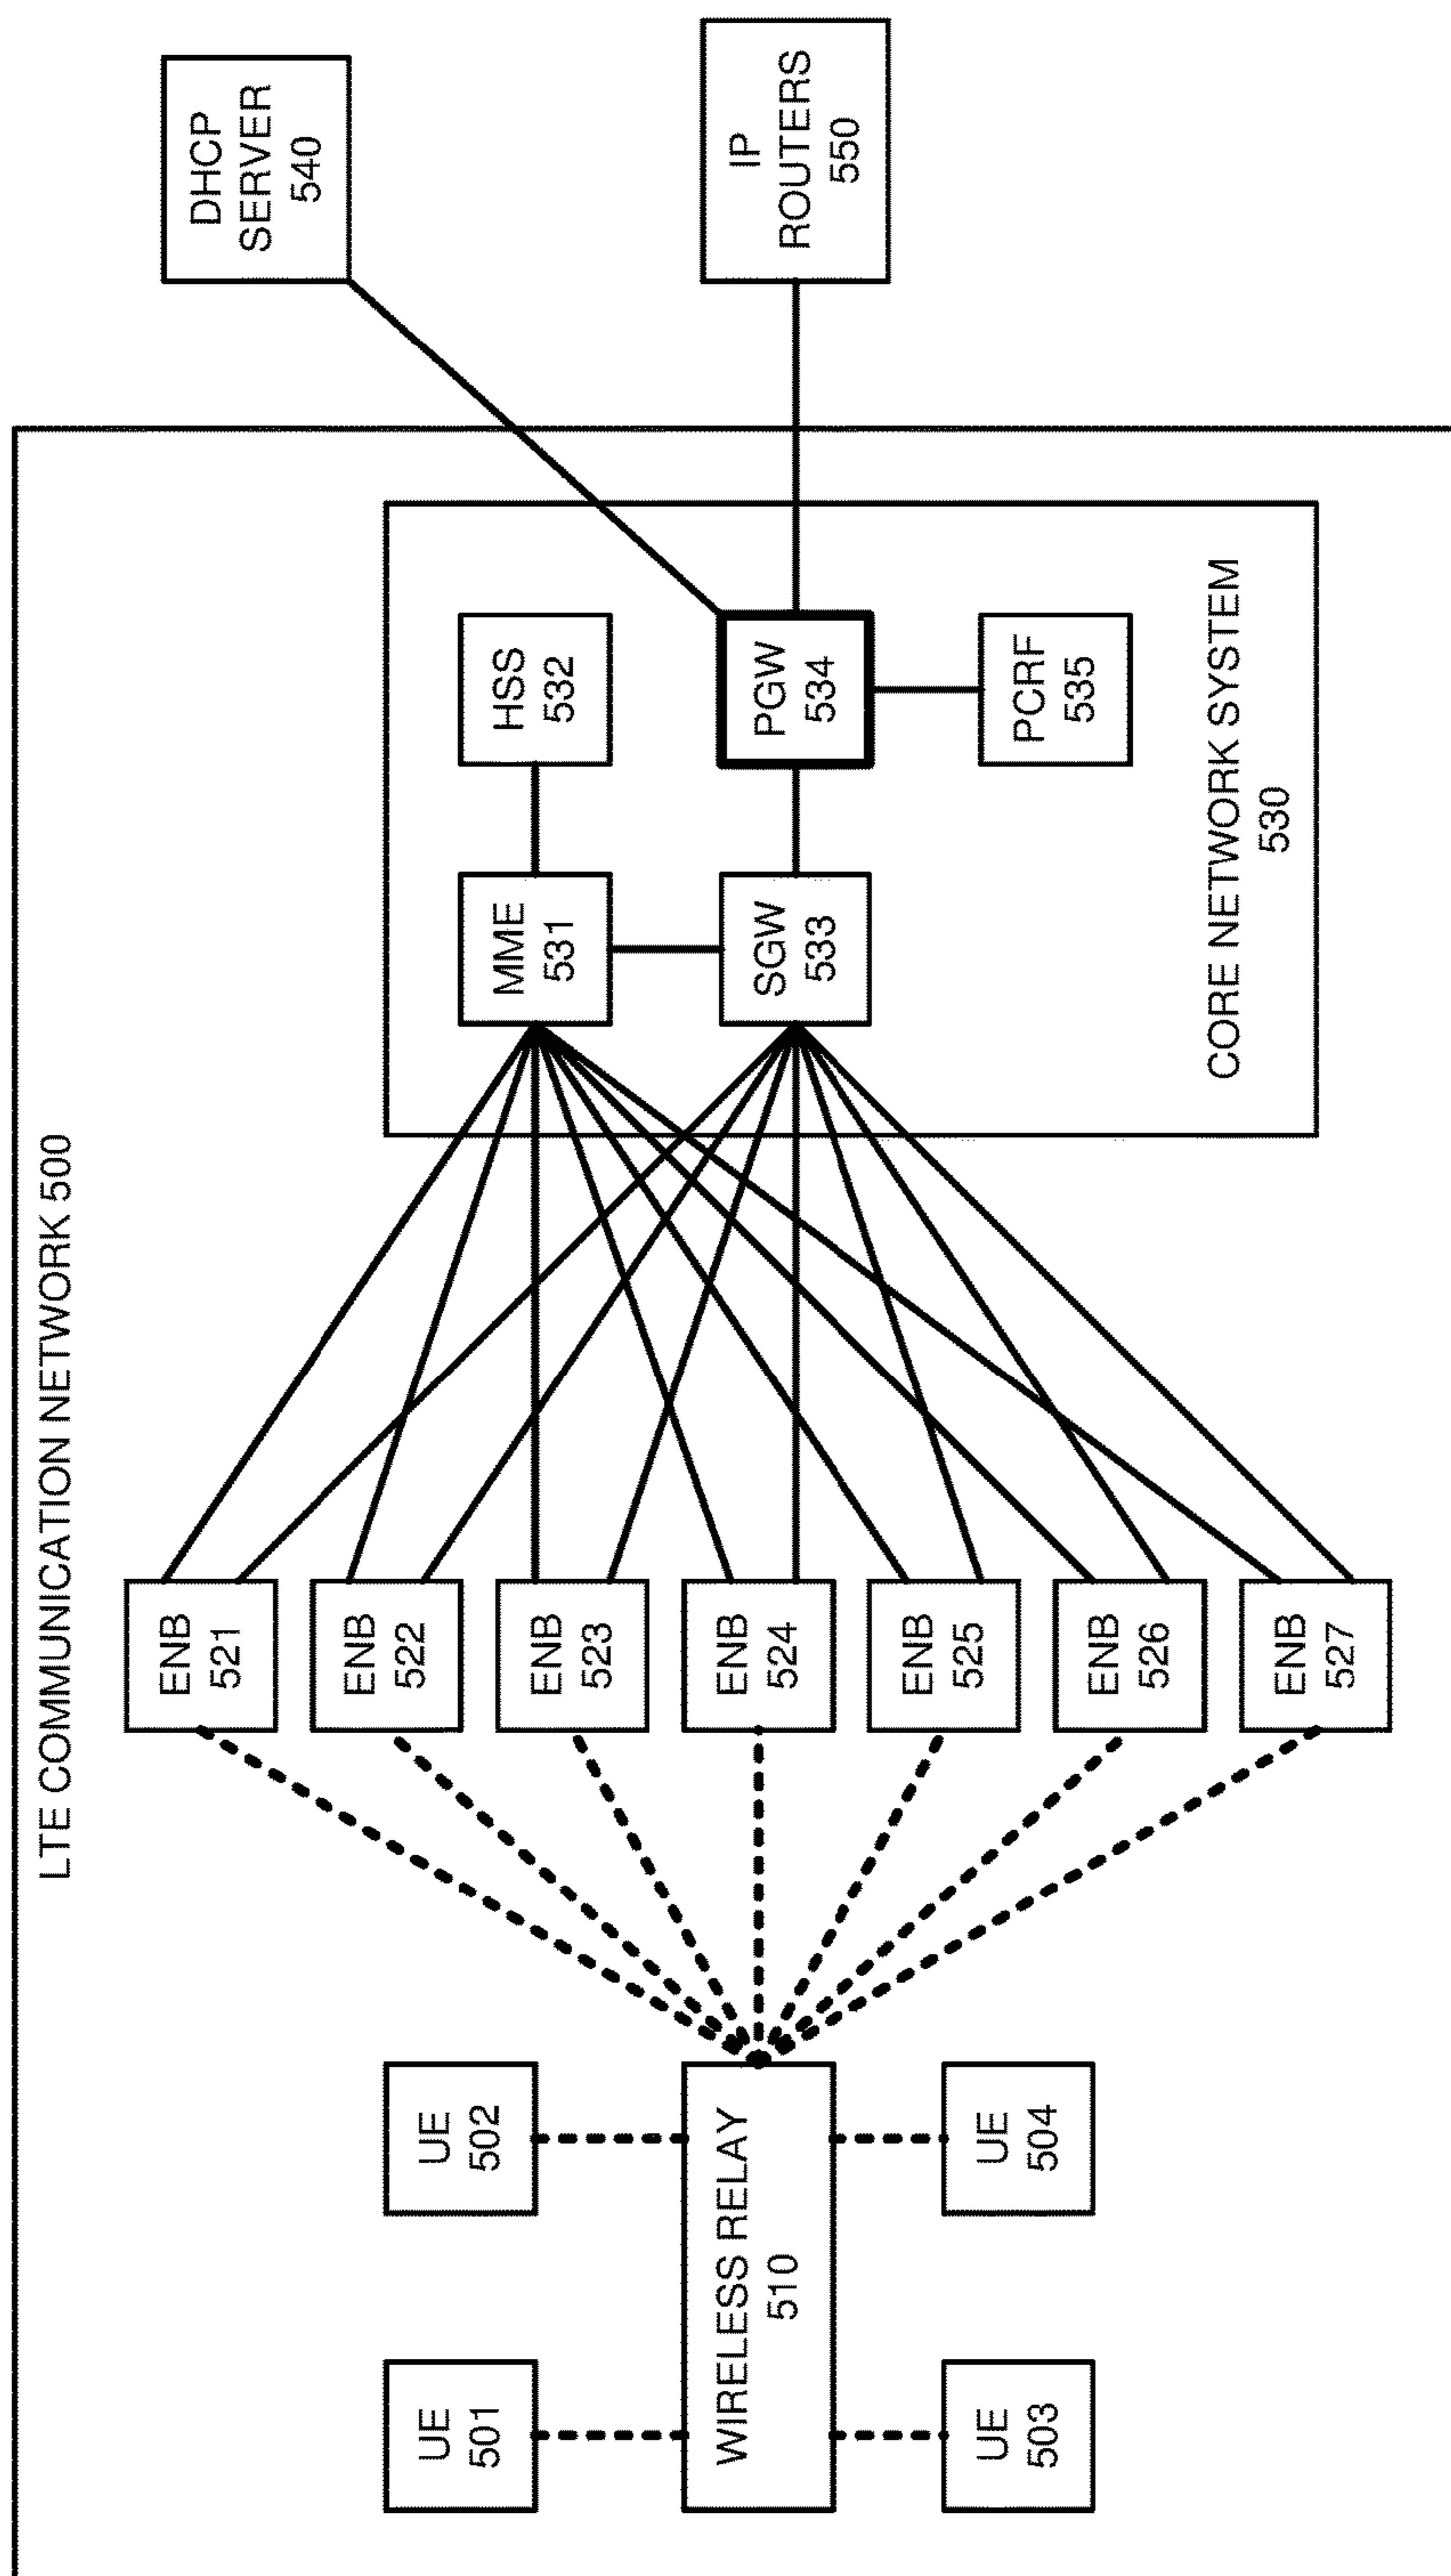 LTE COMMUNICATION NETWORK 500
UE
501
UE
502
WIRELESS RELAY
510
UE
503
UE
504
ENB
521
ENB
522
ENB
523
ENB
524
ENB
525
ENB
526
ENB
527
MME
531
HSS
532
SGW
533
PGW
534
PCRF
535
CORE NETWORK SYSTEM
530
DHCP
SERVER
540
IP
ROUTERS
550